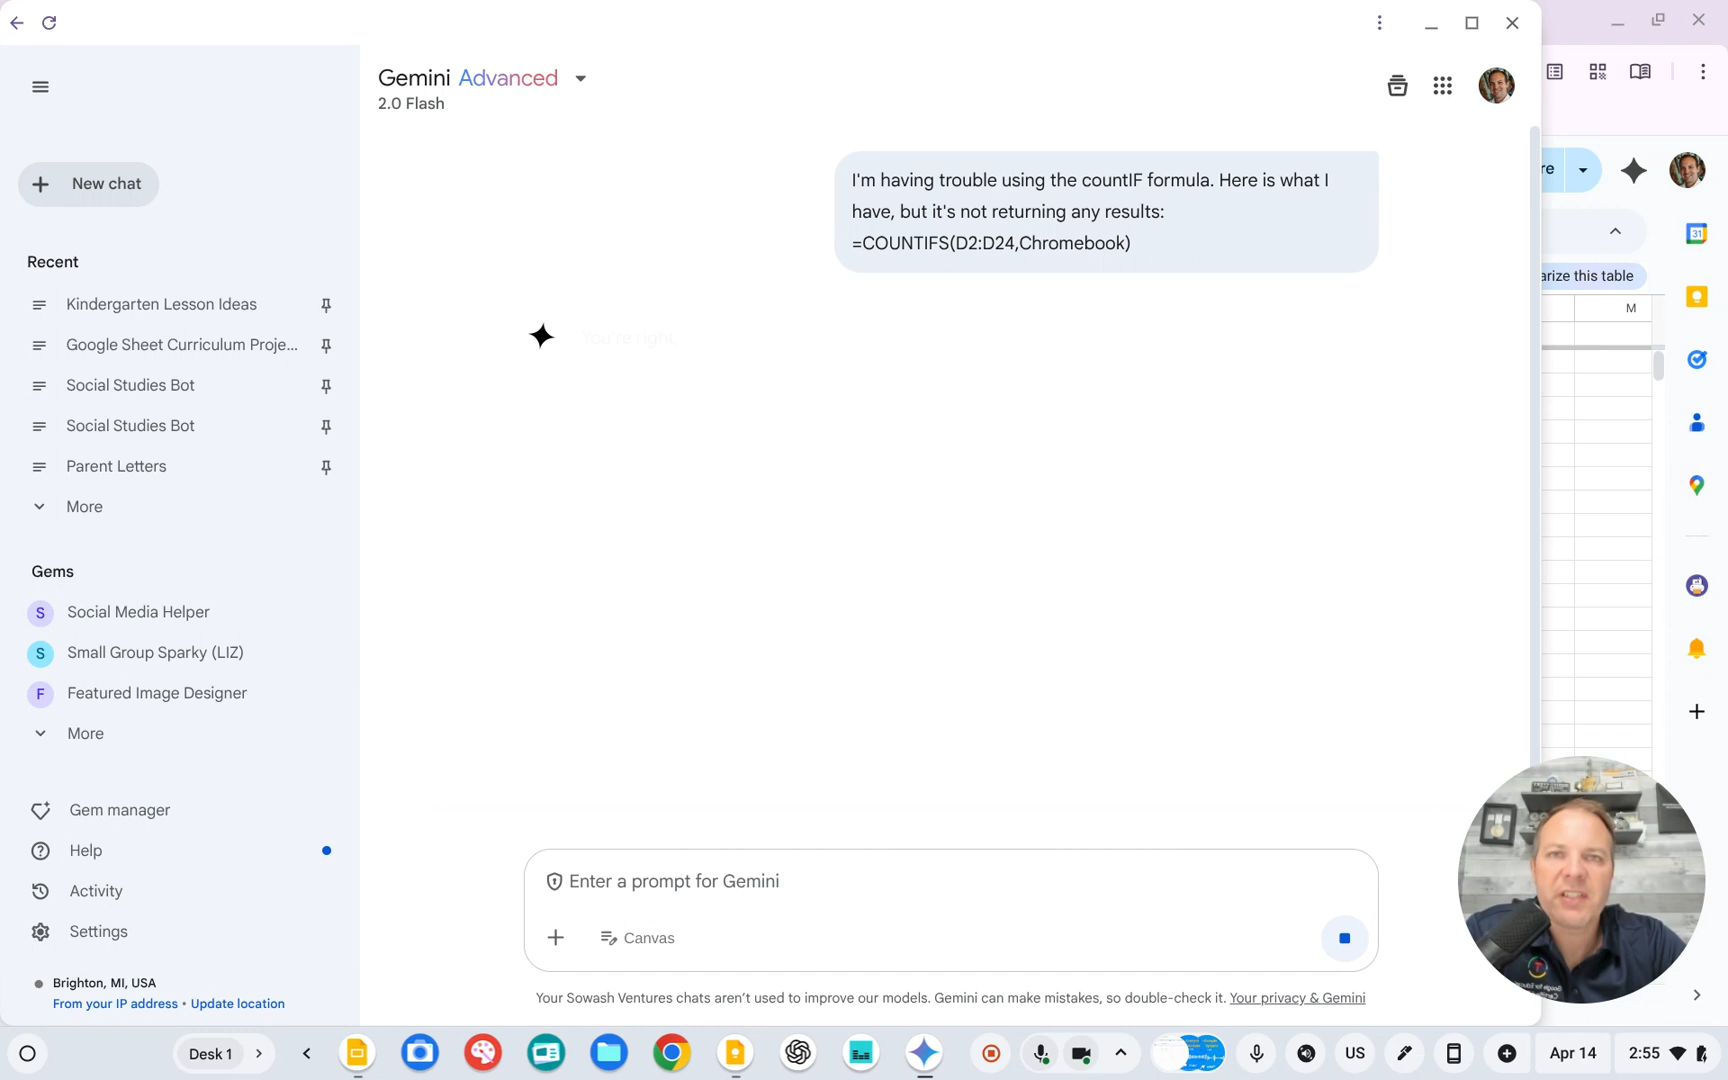 Gemini Advanced
2.0 Flash
New chat
Recent
Kindergarten Lesson Ideas
Google Sheet Curriculum Proje...
Social Studies Bot
Social Studies Bot
Parent Letters
More
Gems
S Social Media Helper
S Small Group Sparky (LIZ)
F Featured Image Designer
More
Gem manager
Help
Activity
Settings
Brighton, MI, USA
From your IP address • Update location
I'm having trouble using the countIF formula. Here is what I
have, but it's not returning any results:
=COUNTIFS(D2:D24,Chromebook)
You're right,
Enter a prompt for Gemini
Canvas
Your Sowash Ventures chats aren't used to improve our models. Gemini can make mistakes, so double-check it. Your privacy & Gemini
re
arize this table
M
31
Desk 1
US
Apr 14
2:55